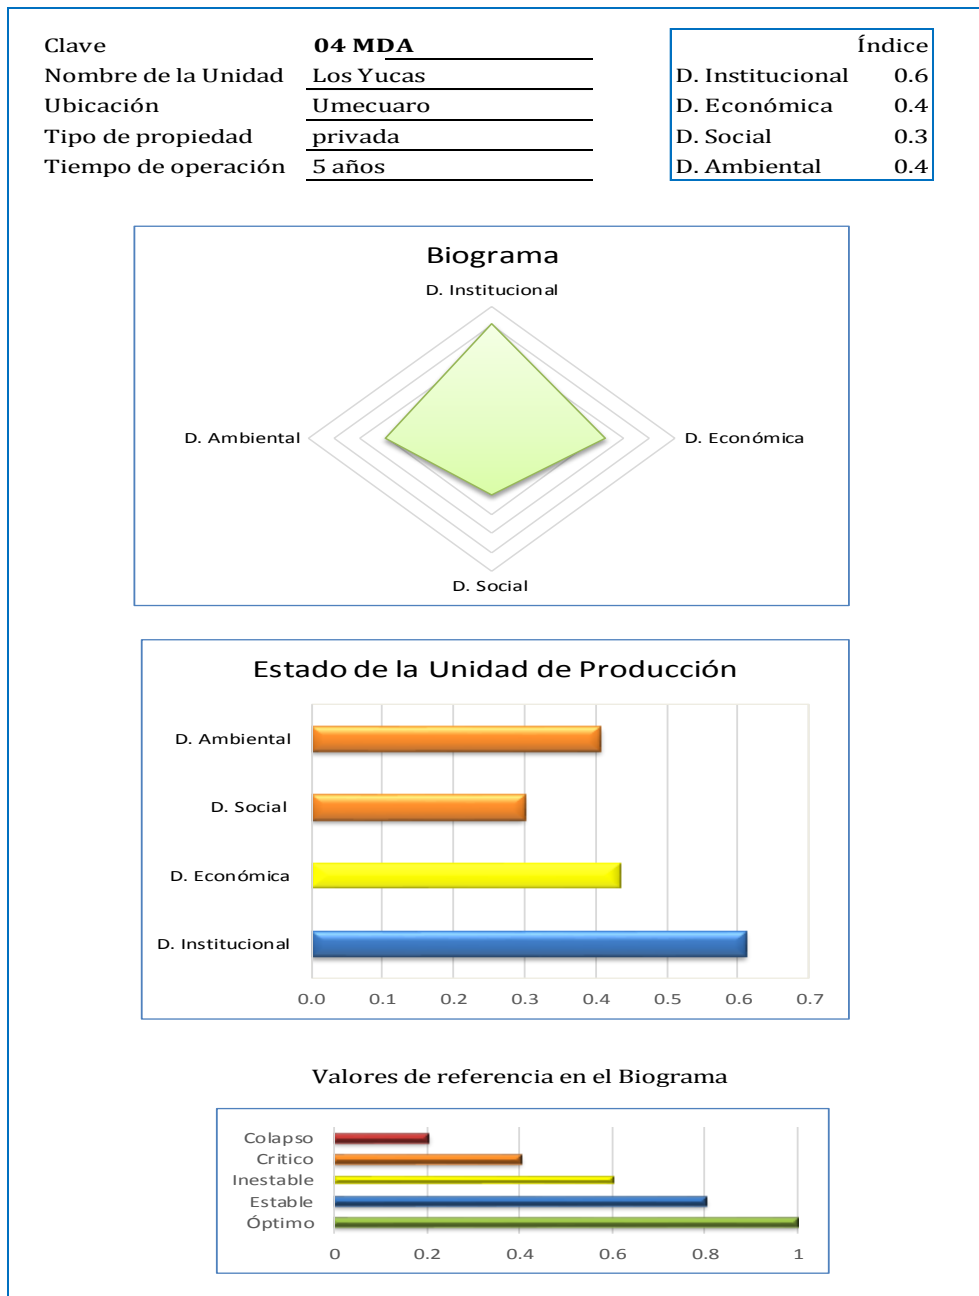 Clave 04 MDA
Nombre de la Unidad Los Yucas
Ubicación Umecuaro
Tipo de propiedad privada
Tiempo de operación 5 años
Índice
D. Institucional 0.6
D. Económica 0.4
D. Social 0.3
D. Ambiental 0.4
Biograma
D. Institucional
D. Ambiental
D. Económica
D. Social
Estado de la Unidad de Producción
D. Ambiental
D. Social
D. Económica
D. Institucional
0.0 0.1 0.2 0.3 0.4 0.5 0.6 0.7
Valores de referencia en el Biograma
Colapso
Critico
Inestable
Estable
Óptimo
0 0.2 0.4 0.6 0.8 1